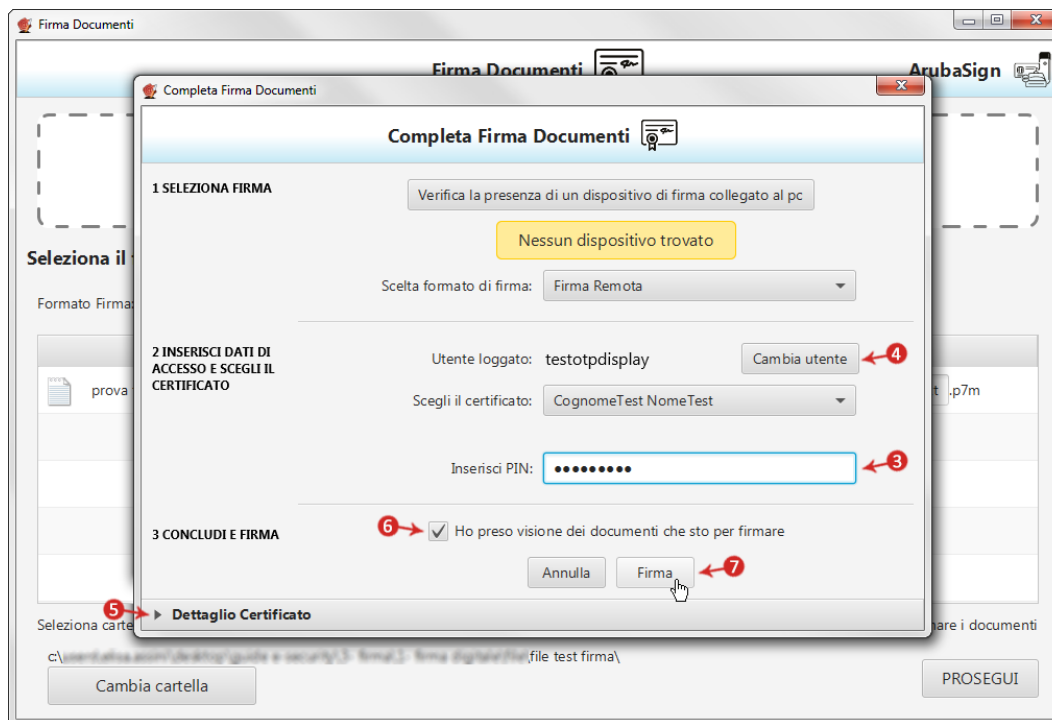 Firma Documenti
Firma Documenti
ArubaSign
Completa Firma Documenti
Completa Firma Documenti
1 SELEZIONA FIRMA
Verifica la presenza di un dispositivo di firma collegato al pc
Nessun dispositivo trovato
Seleziona il
Scelta formato di firma:
Firma Remota
Formato Firma:
2 INSERISCI DATI DI
ACCESSO E SCEGLI IL
CERTIFICATO
Utente loggato:
testotpdisplay
Cambia utente
4
prova
Scegli il certificato:
CognomeTest NomeTest
t
.p7m
Inserisci PIN:
•••••••••
3
3 CONCLUDI E FIRMA
6
Ho preso visione dei documenti che sto per firmare
Annulla
Firma
7
5
Dettaglio Certificato
Seleziona carte
nare i documenti
c:\
\file test firma\
Cambia cartella
PROSEGUI